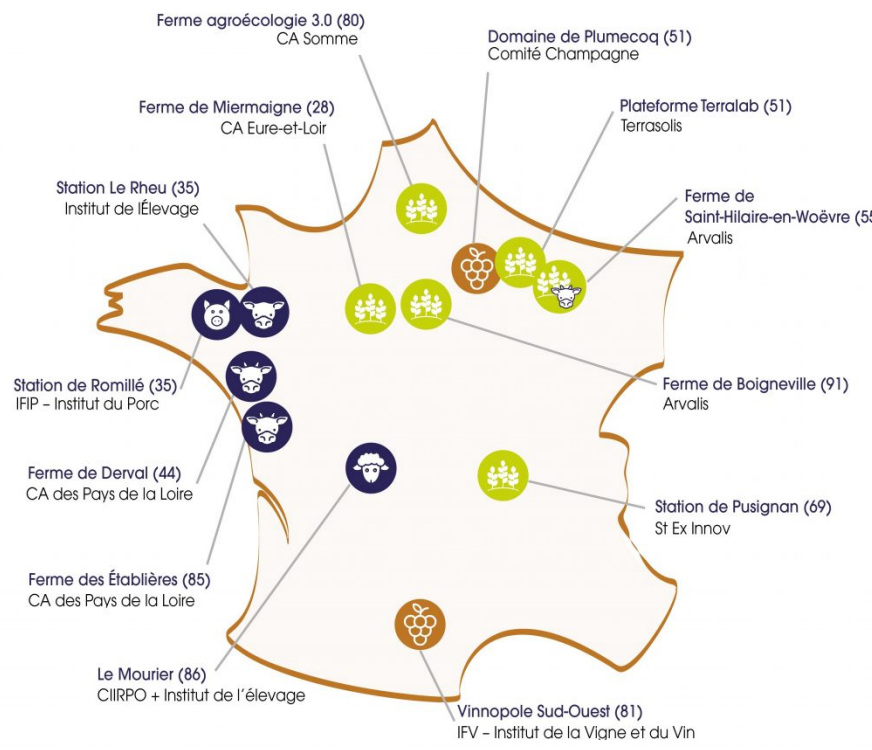 Ferme agroécologie 3.0 (80)
CA Somme
Domaine de Plumecoq (51)
Comité Champagne
Ferme de Miermaigne (28)
CA Eure-et-Loir
Plateforme Terralab (51)
Terrasolis
Station Le Rheu (35)
Institut de lÉlevage
Ferme de
Saint-Hilaire-en-Woëvre (55
Arvalis
Station de Romillé (35)
IFIP – Institut du Porc
Ferme de Boigneville (91)
Arvalis
Ferme de Derval (44)
CA des Pays de la Loire
Station de Pusignan (69)
St Ex Innov
Ferme des Établières (85)
CA des Pays de la Loire
Le Mourier (86)
CIIRPO + Institut de l'élevage
Vinnopole Sud-Ouest (81)
IFV – Institut de la Vigne et du Vin